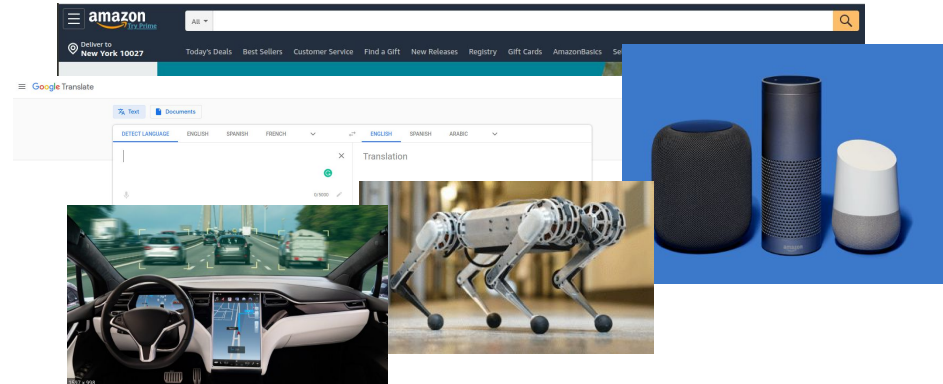 amazon
Try Prime
All
Deliver to
New York 10027
Today's Deals Best Sellers Customer Service Find a Gift New Releases Registry Gift Cards AmazonBasics Se
Google Translate
Text Documents
DETECT LANGUAGE ENGLISH SPANISH FRENCH ENGLISH SPANISH ARABIC
Translation
0/5000
amazon